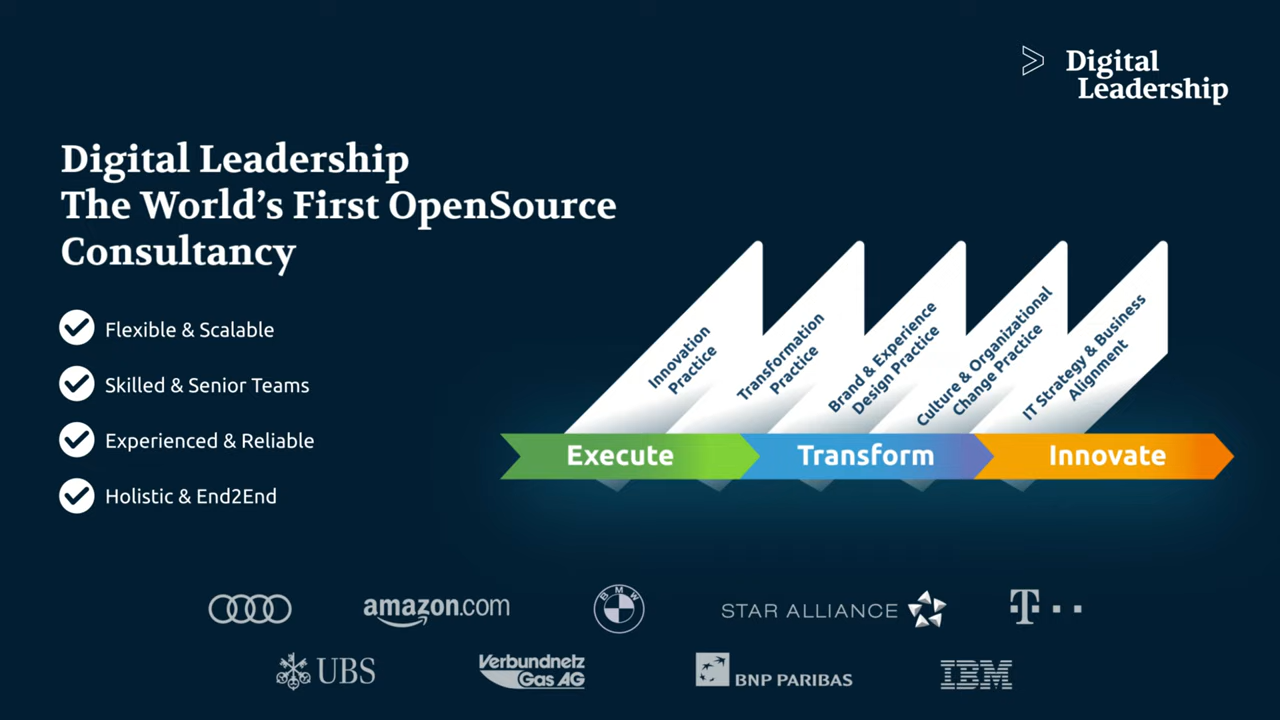 Digital
Leadership
Digital Leadership
The World's First OpenSource
Consultancy
Flexible & Scalable
Skilled & Senior Teams
Experienced & Reliable
Holistic & End2End
Innovation
Practice
Transformation
Practice
Brand & Experience
Design Practice
Culture & Organizational
Change Practice
IT Strategy & Business
Alignment
Execute
Transform
Innovate
amazon.com
BMW
STAR ALLIANCE
T··
UBS
Verbundnetz
Gas AG
BNP PARIBAS
IBM